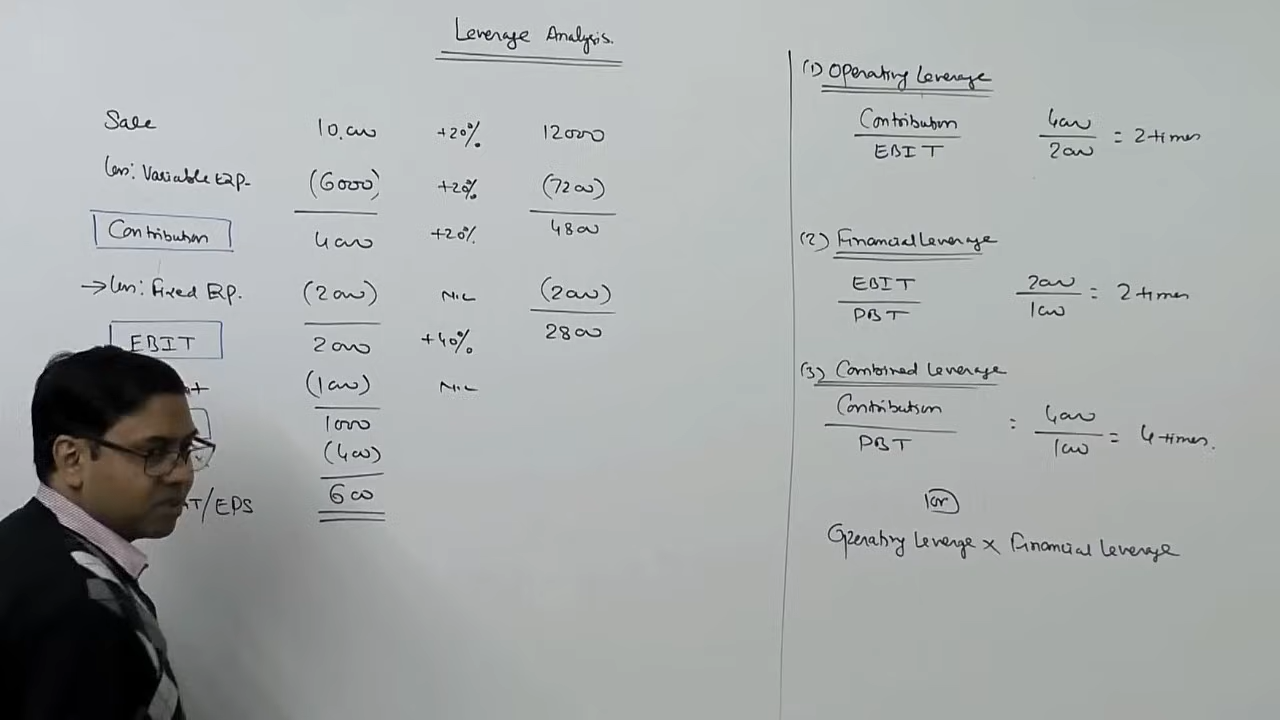 Leverage Analysis.
Sale 10,000 +20% 12000
Less: Variable Exp. (6000) +20% (7200)
Contribution 4000 +20% 4800
→ Less: Fixed Exp. (2000) NIL (2000)
EBIT 2000 +40% 2800
(1000) NIL
1000
(400)
T/EPS 600
(1) Operating Leverage
Contribution 4000
EBIT 2000 = 2 times
(2) Financial Leverage
EBIT 2000
PBT 1000 = 2 times
(3) Combined Leverage
Contribution 4000
PBT = 1000 = 4 times.
(or)
Operating Leverage × Financial Leverage